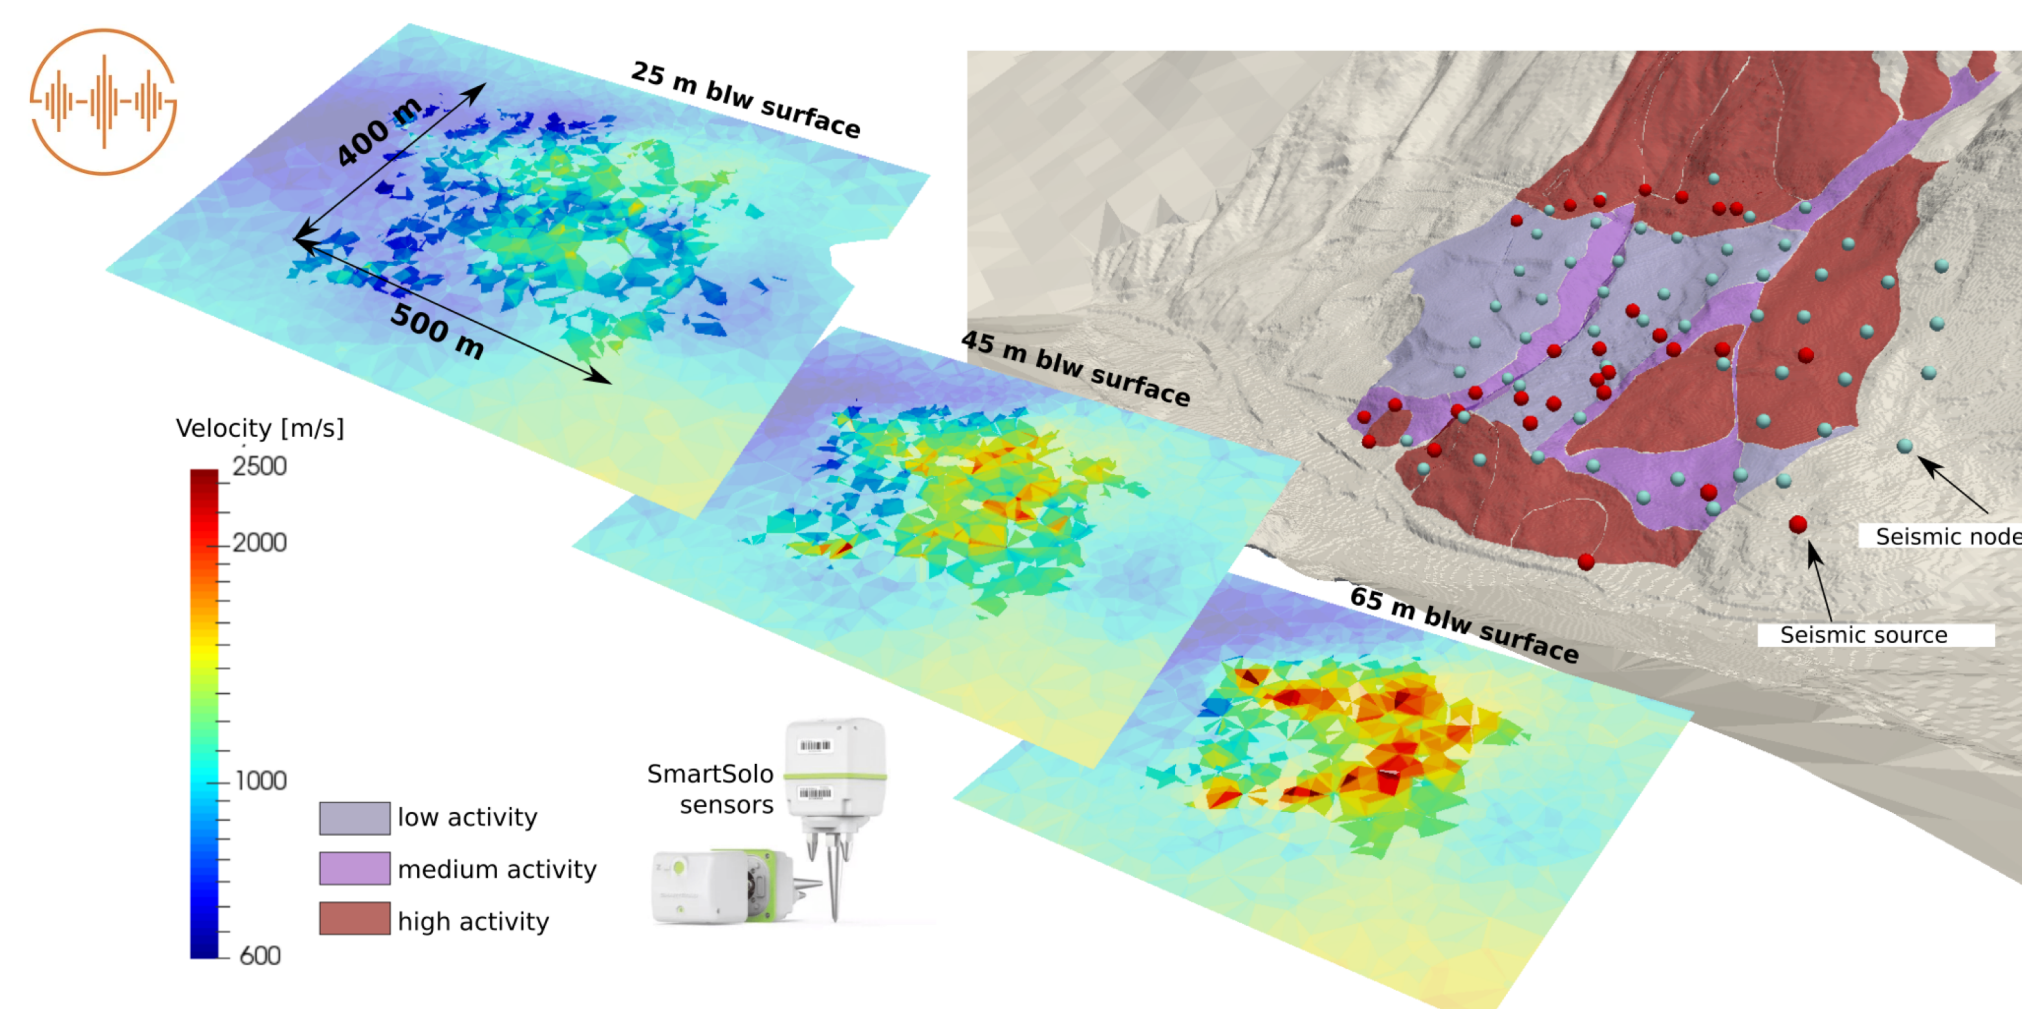 25 m blw surface
400 m
500 m
45 m blw surface
Velocity [m/s]
2500
2000
1000
600
low activity
medium activity
high activity
SmartSolo
sensors
65 m blw surface
Seismic node
Seismic source